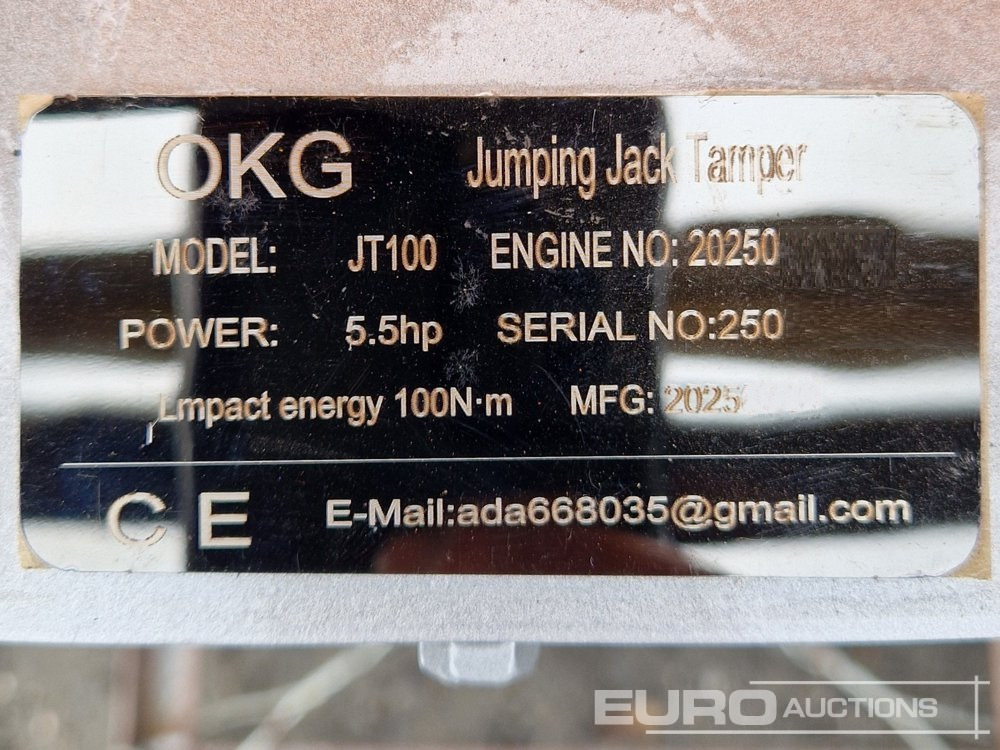 OKG Jumping Jack Tamper
MODEL: JT100 ENGINE NO: 20250
POWER: 5.5hp SERIAL NO:250
Lmpact energy 100N·m MFG: 2025
CE E-Mail:ada668035@gmail.com
EURO AUCTIONS